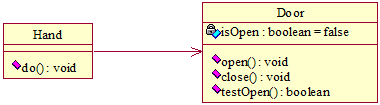 Hand
do() : void
Door
isOpen : boolean = false
open() : void
close() : void
testOpen() : boolean